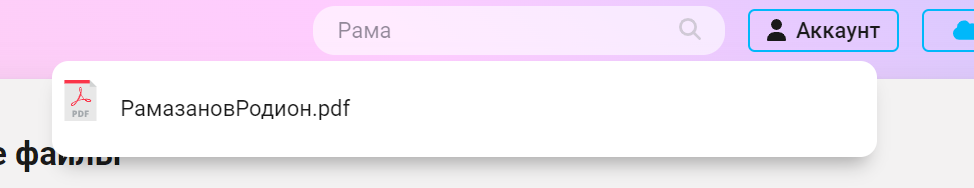 Рама
Аккаунт
PDF
РамазановРодион.pdf
е файлы